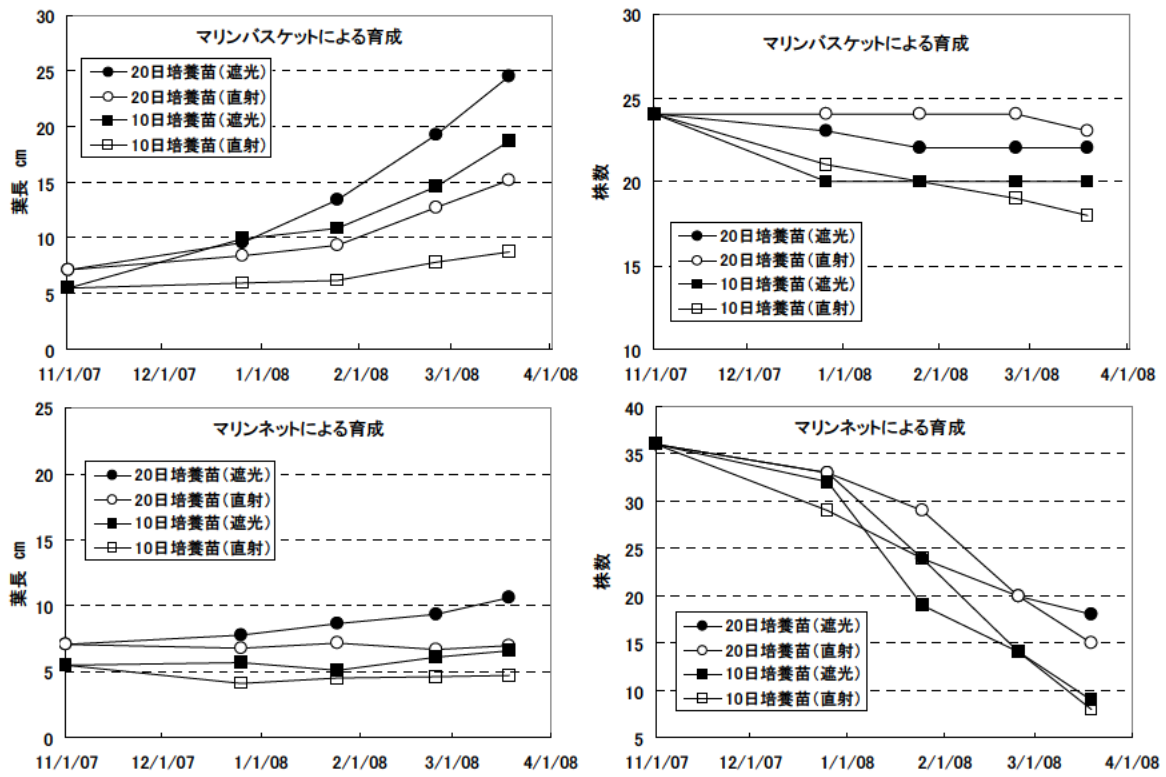 マリンバスケットによる育成
20日培養苗(遮光)
20日培養苗(直射)
10日培養苗(遮光)
10日培養苗(直射)
葉長 cm
30
25
20
15
10
5
0
11/1/07 12/1/07 1/1/08 2/1/08 3/1/08 4/1/08
マリンバスケットによる育成
20日培養苗(遮光)
20日培養苗(直射)
10日培養苗(遮光)
10日培養苗(直射)
株数
30
25
20
15
10
11/1/07 12/1/07 1/1/08 2/1/08 3/1/08 4/1/08
マリンネットによる育成
20日培養苗(遮光)
20日培養苗(直射)
10日培養苗(遮光)
10日培養苗(直射)
葉長 cm
25
20
15
10
5
0
11/1/07 12/1/07 1/1/08 2/1/08 3/1/08 4/1/08
マリンネットによる育成
20日培養苗(遮光)
20日培養苗(直射)
10日培養苗(遮光)
10日培養苗(直射)
株数
40
35
30
25
20
15
10
5
11/1/07 12/1/07 1/1/08 2/1/08 3/1/08 4/1/08